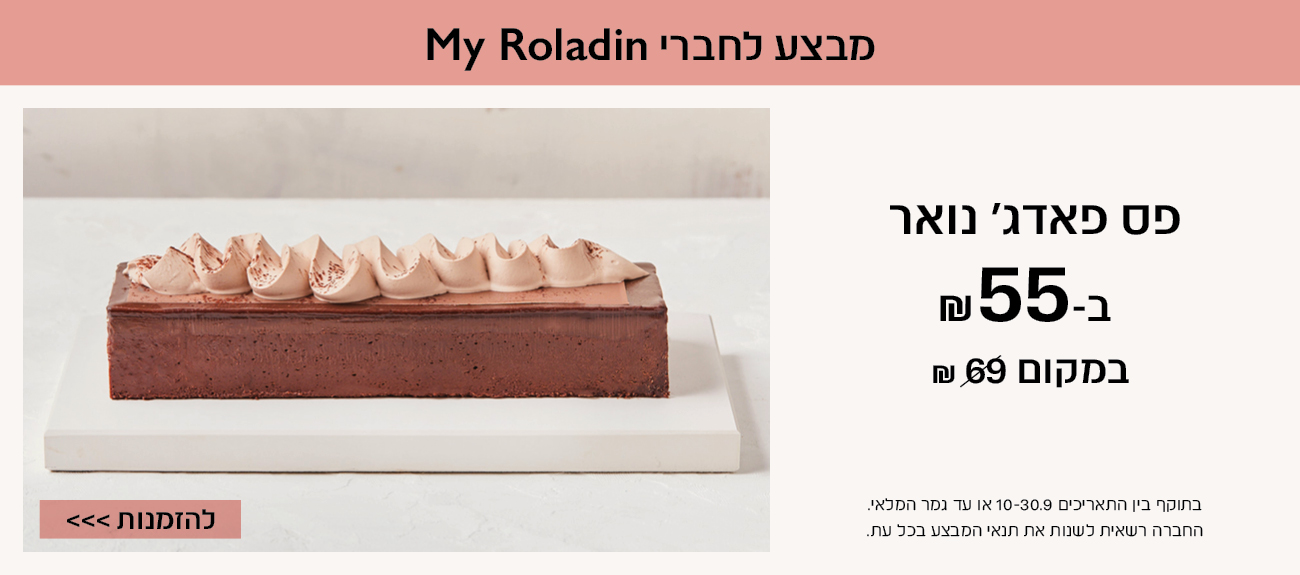 מבצע לחברי My Roladin
פס פאדג' נואר
ב-55₪
במקום 69 ₪
בתוקף בין התאריכים 10-30.9 או עד גמר המלאי.
החברה רשאית לשנות את תנאי המבצע בכל עת.
להזמנות >>>